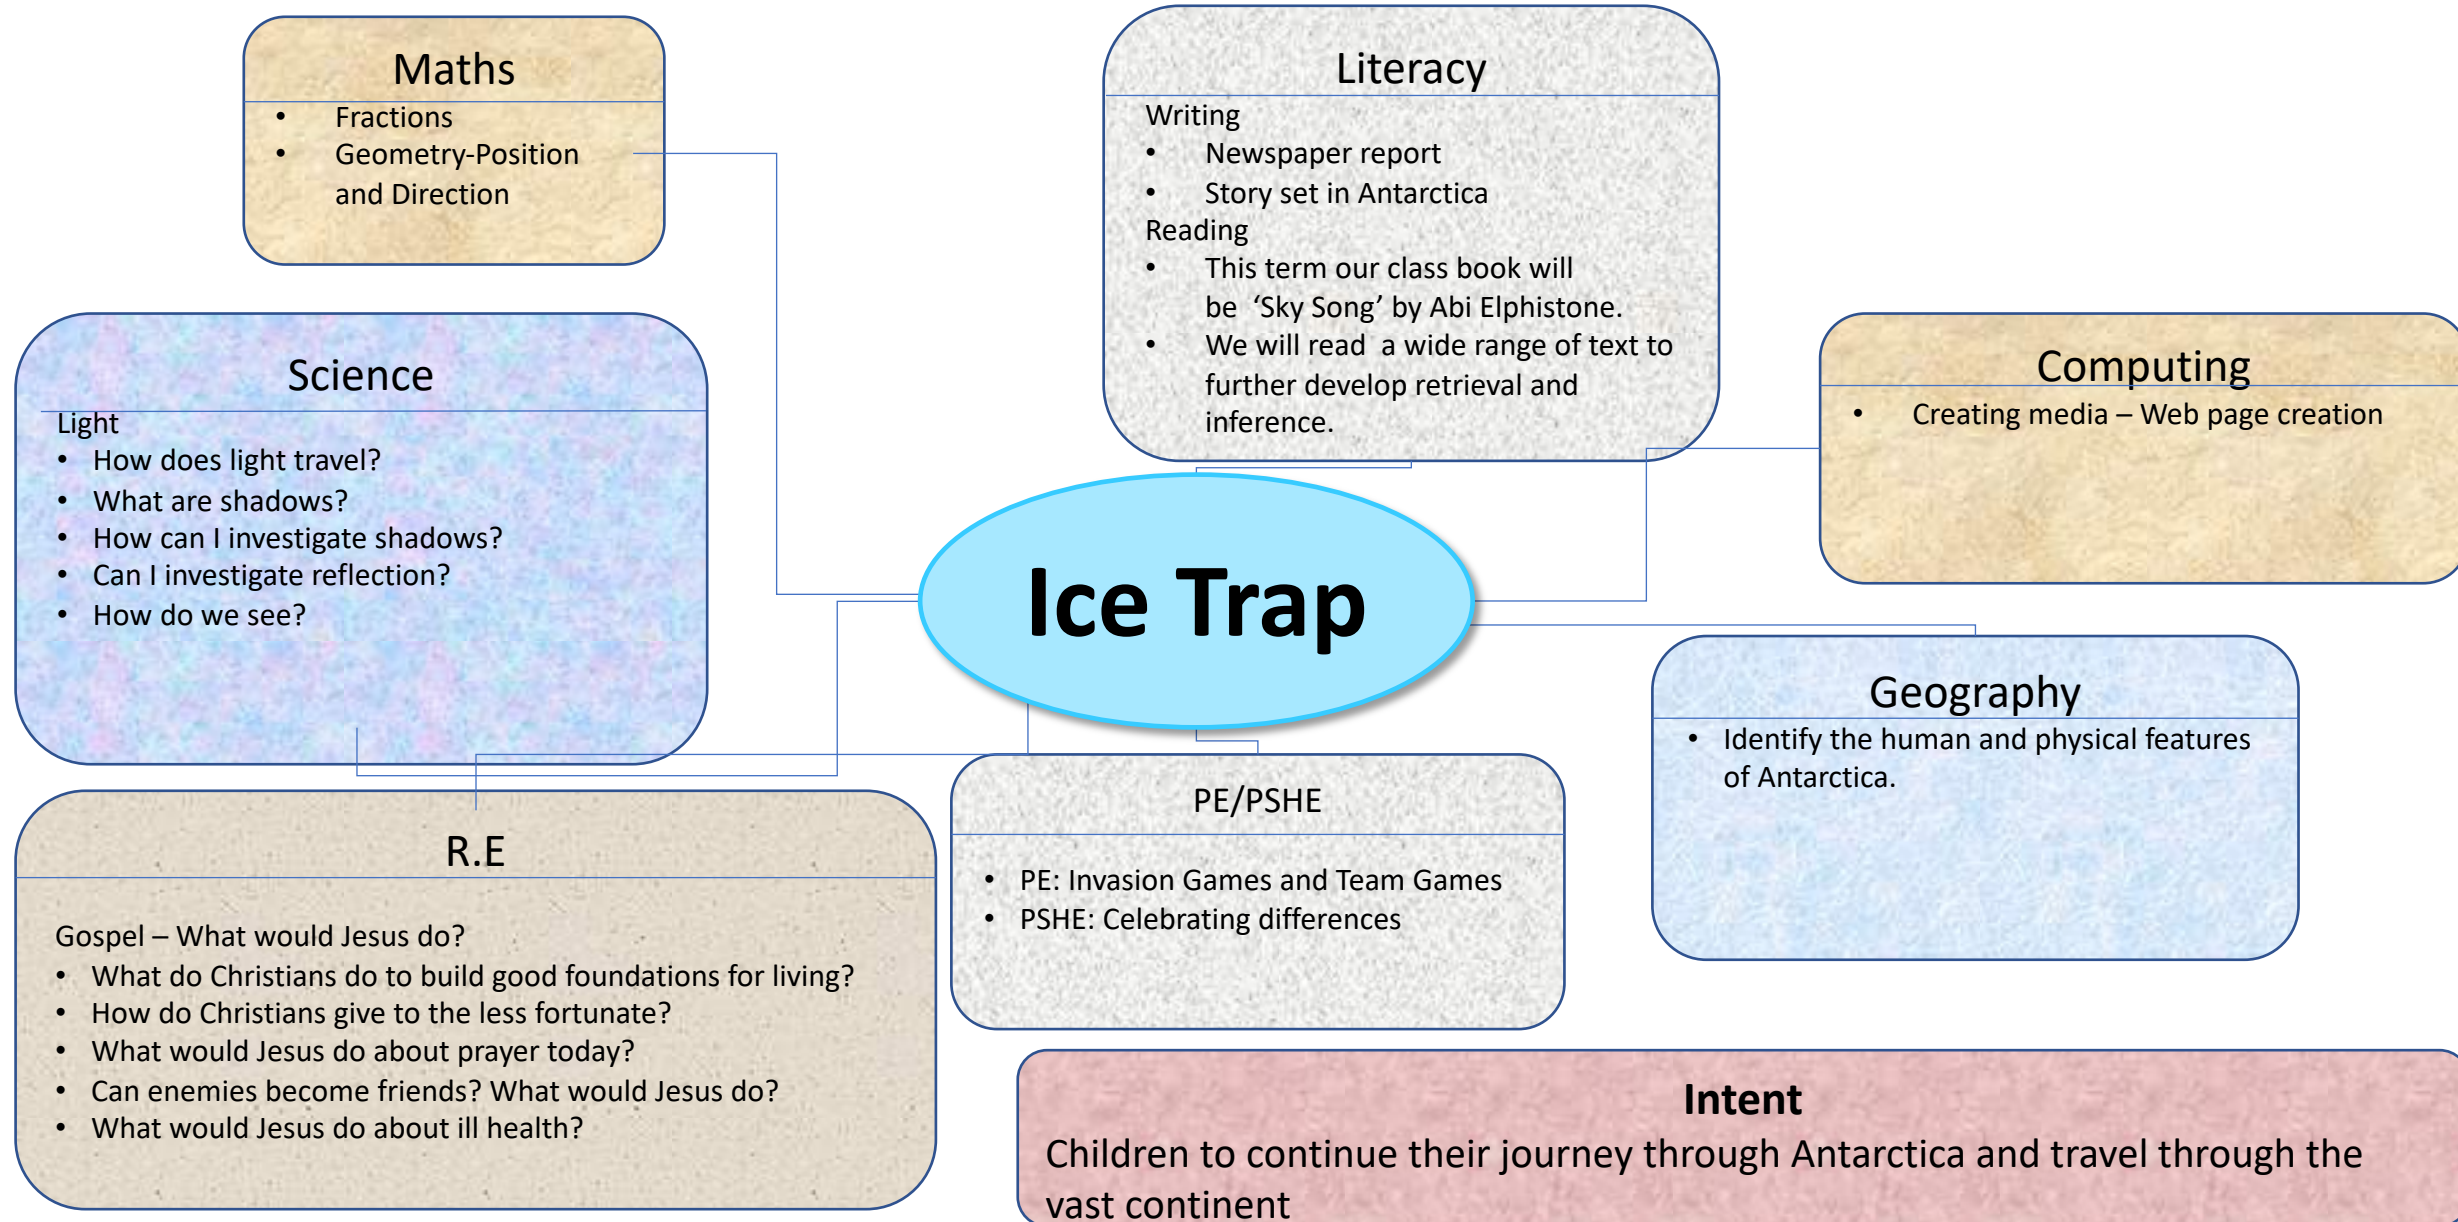 Maths
• Fractions
• Geometry-Position
and Direction
Literacy
Writing
• Newspaper report
• Story set in Antarctica
Reading
• This term our class book will
be ‘Sky Song’ by Abi Elphistone.
• We will read a wide range of text to
further develop retrieval and
inference.
Science
Light
• How does light travel?
• What are shadows?
• How can I investigate shadows?
• Can I investigate reflection?
• How do we see?
Computing
• Creating media – Web page creation
Ice Trap
Geography
• Identify the human and physical features
of Antarctica.
R.E
Gospel – What would Jesus do?
• What do Christians do to build good foundations for living?
• How do Christians give to the less fortunate?
• What would Jesus do about prayer today?
• Can enemies become friends? What would Jesus do?
• What would Jesus do about ill health?
PE/PSHE
• PE: Invasion Games and Team Games
• PSHE: Celebrating differences
Intent
Children to continue their journey through Antarctica and travel through the
vast continent